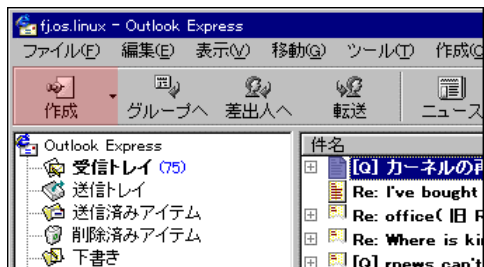 fj.os.linux - Outlook Express
ファイル(F) 編集(E) 表示(V) 移動(G) ツール(T) 作成(C
作成 グループへ 差出人へ 転送 ニュース
Outlook Express
受信トレイ (75)
送信トレイ
送信済みアイテム
削除済みアイテム
下書き
件名
[Q] カーネルの再
Re: I've bought
Re: office( 旧 R
Re: Where is kin
[Q] rnews can't